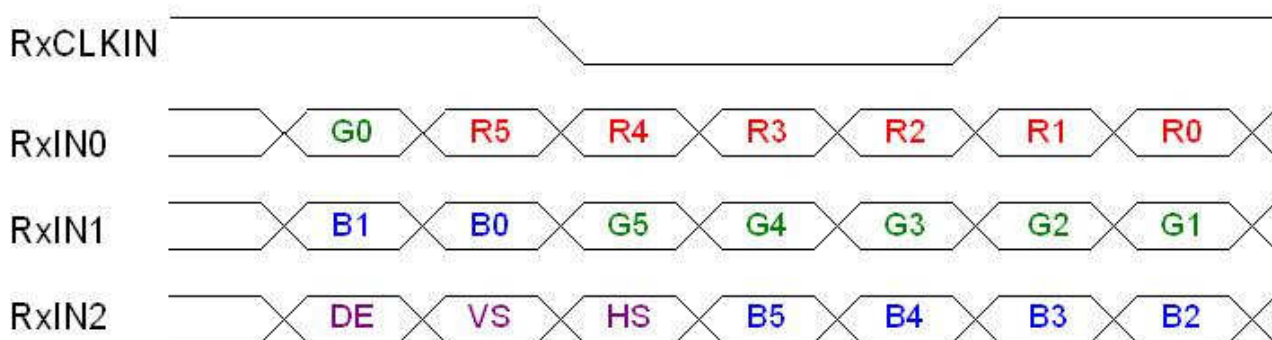 RxCLKIN
RxIN0 G0 R5 R4 R3 R2 R1 R0
RxIN1 B1 B0 G5 G4 G3 G2 G1
RxIN2 DE VS HS B5 B4 B3 B2